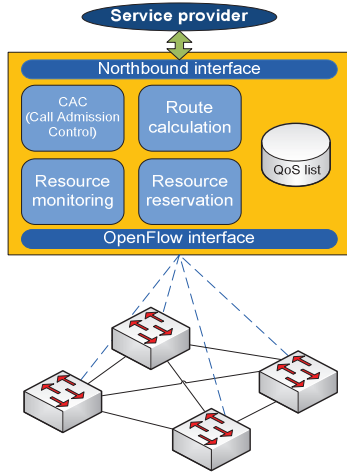 Service provider
Northbound interface
CAC
(Call Admission
Control)
Route
calculation
Resource
monitoring
Resource
reservation
QoS list
OpenFlow interface